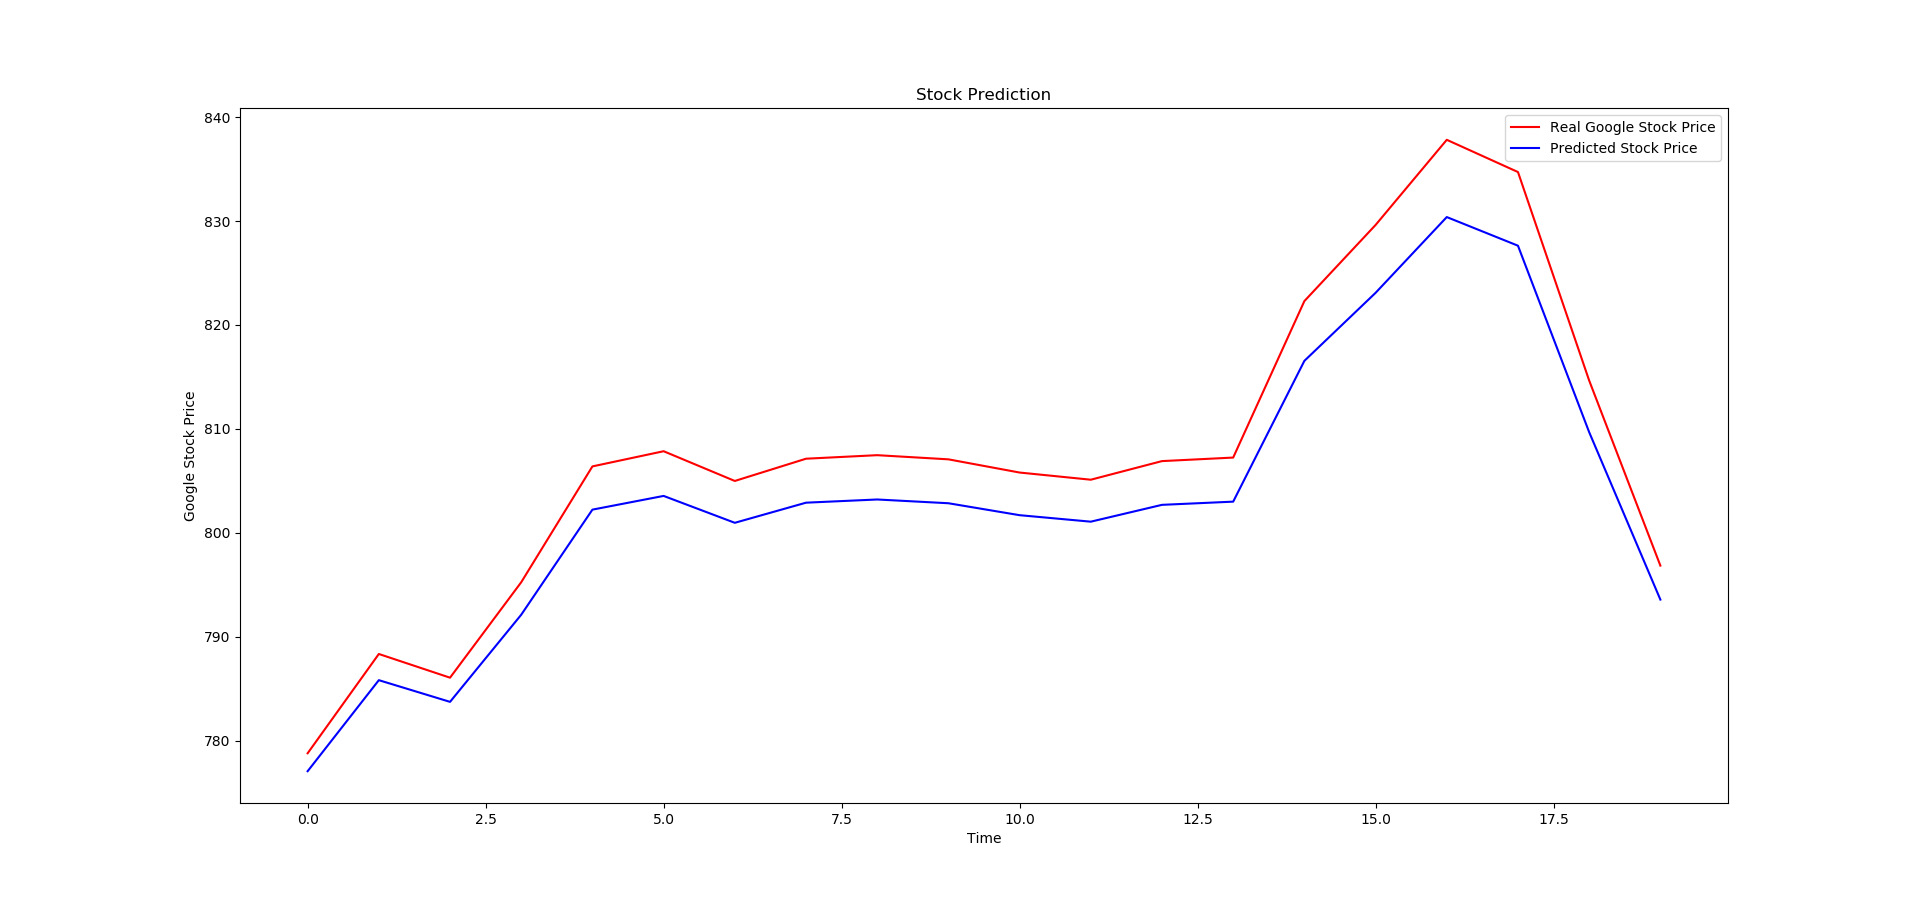 Stock Prediction
Real Google Stock Price
Predicted Stock Price
Google Stock Price
840
830
820
810
800
790
780
0.0 2.5 5.0 7.5 10.0 12.5 15.0 17.5
Time